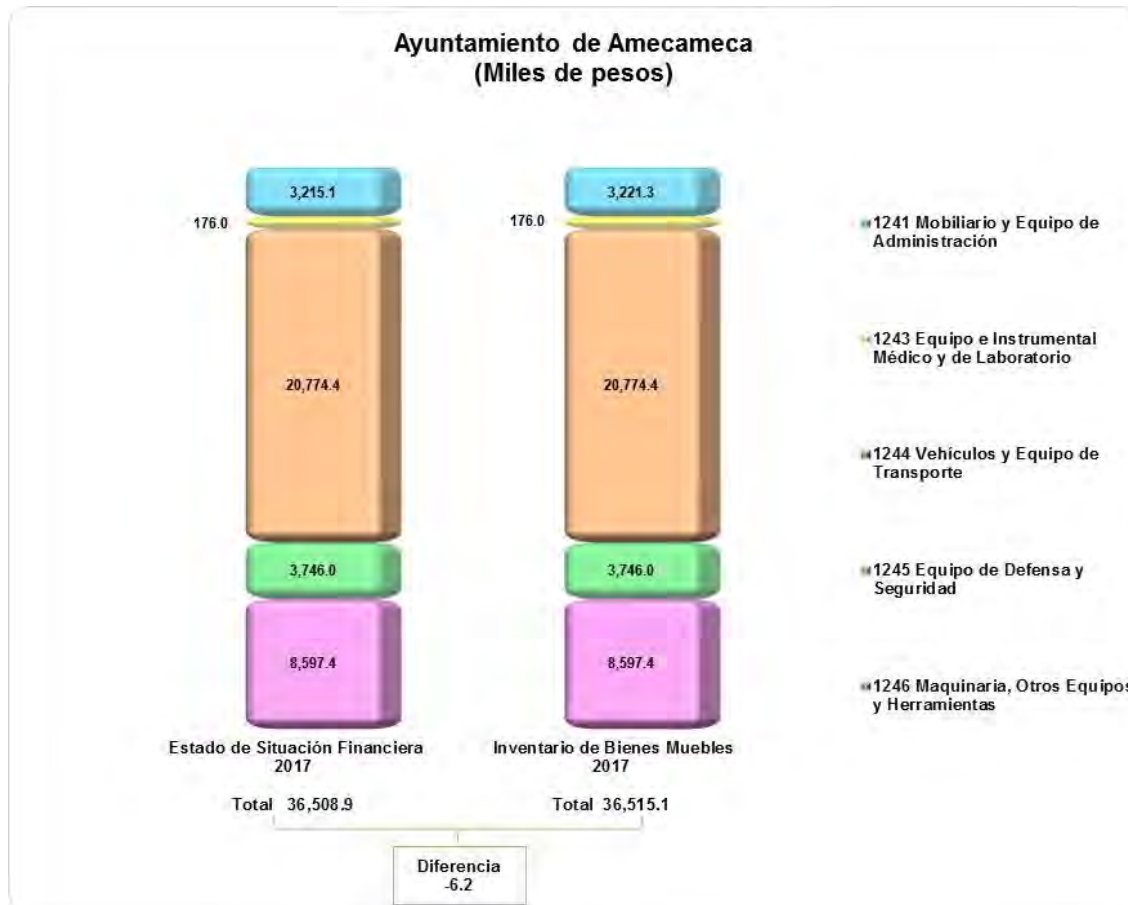 Ayuntamiento de Amecameca
(Miles de pesos)
3,215.1
3,221.3
176.0
176.0
1241 Mobiliario y Equipo de
Administración
1243 Equipo e Instrumental
Médico y de Laboratorio
20,774.4
20,774.4
1244 Vehículos y Equipo de
Transporte
3,746.0
3,746.0
1245 Equipo de Defensa y
Seguridad
8,597.4
8,597.4
1246 Maquinaria, Otros Equipos
y Herramientas
Estado de Situación Financiera
2017
Inventario de Bienes Muebles
2017
Total 36,508.9
Total 36,515.1
Diferencia
-6.2